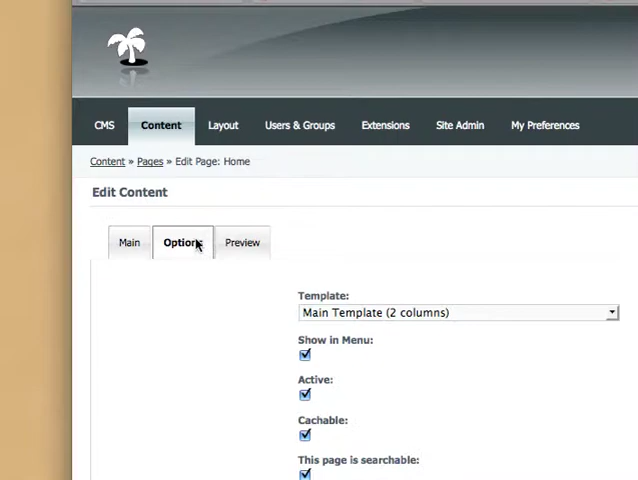 CMS Content Layout Users & Groups Extensions Site Admin My Preferences
Content » Pages » Edit Page: Home
Edit Content
Main Options Preview
Template:
Main Template (2 columns)
Show in Menu:
Active:
Cachable:
This page is searchable: